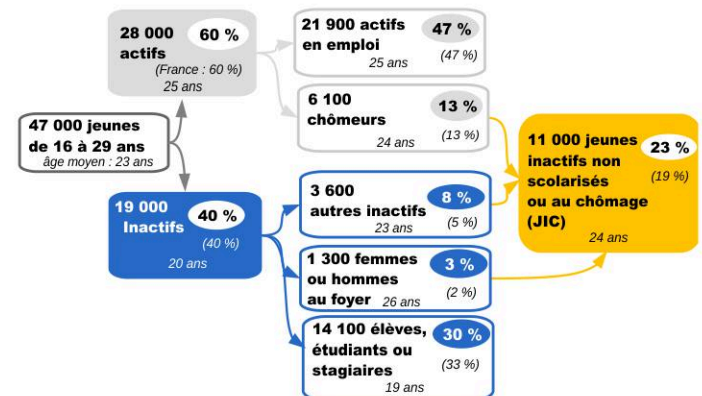 28 000
actifs
60 %
(France : 60 %)
25 ans
21 900 actifs
en emploi
47 %
(47 %)
25 ans
6 100
chômeurs
13 %
(13 %)
24 ans
47 000 jeunes
de 16 à 29 ans
âge moyen : 23 ans
11 000 jeunes
inactifs non
scolarisés
ou au chômage
(JIC)
23 %
(19 %)
24 ans
19 000
Inactifs
40 %
(40 %)
20 ans
3 600
autres inactifs
8 %
(5 %)
23 ans
1 300 femmes
ou hommes
au foyer
26 ans
3 %
(2 %)
14 100 élèves,
étudiants ou
stagiaires
30 %
(33 %)
19 ans